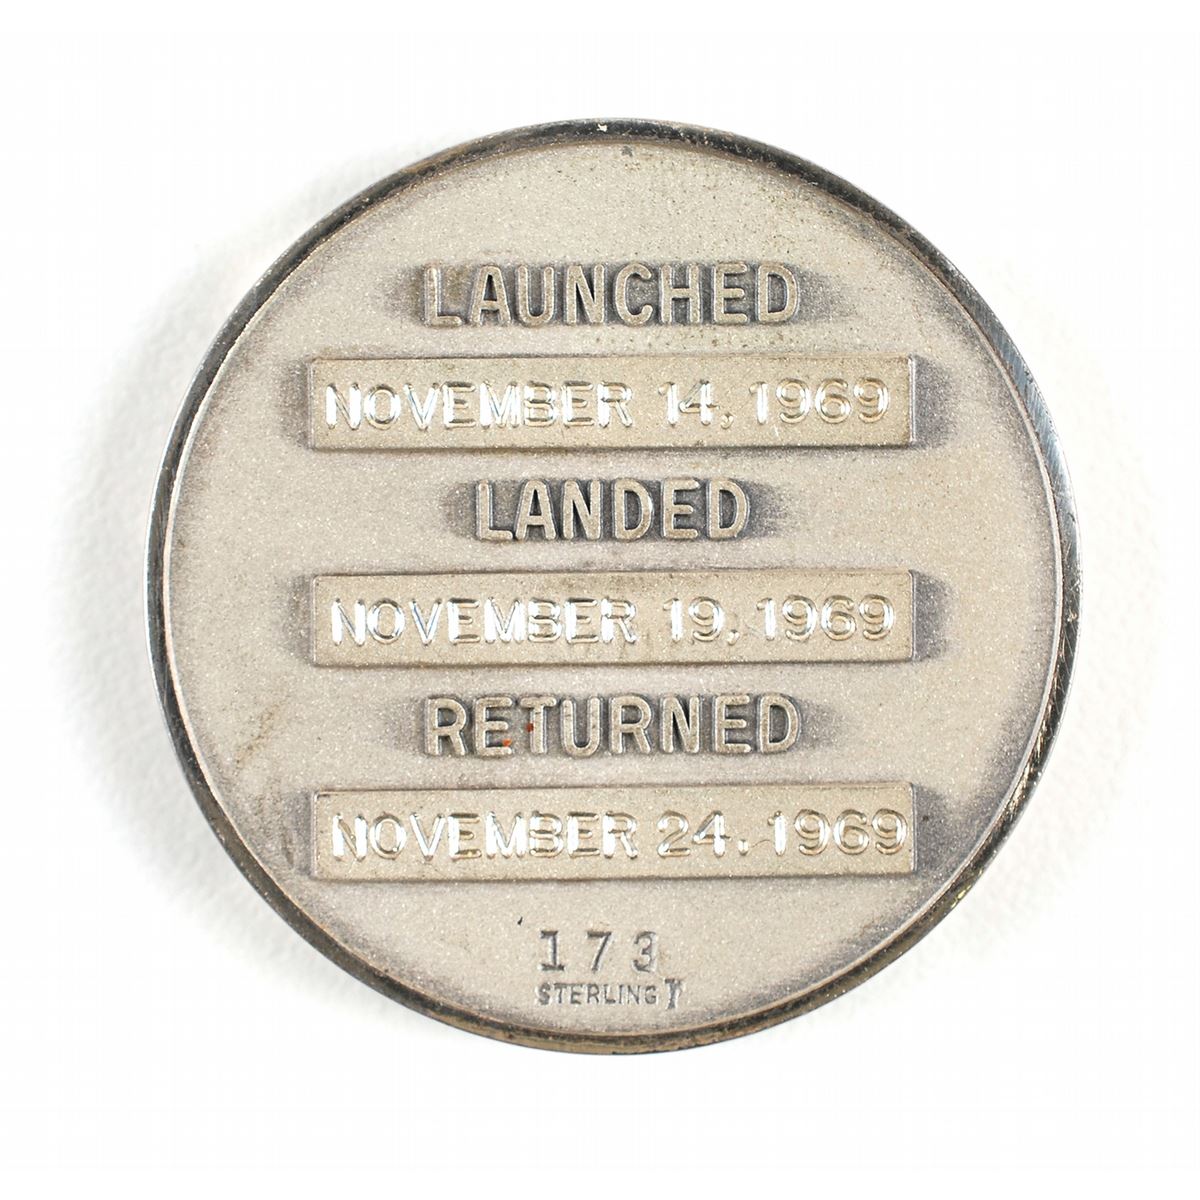 LAUNCHED
NOVEMBER 14, 1969
LANDED
NOVEMBER 19, 1969
RETURNED
NOVEMBER 24, 1969
173
STERLING